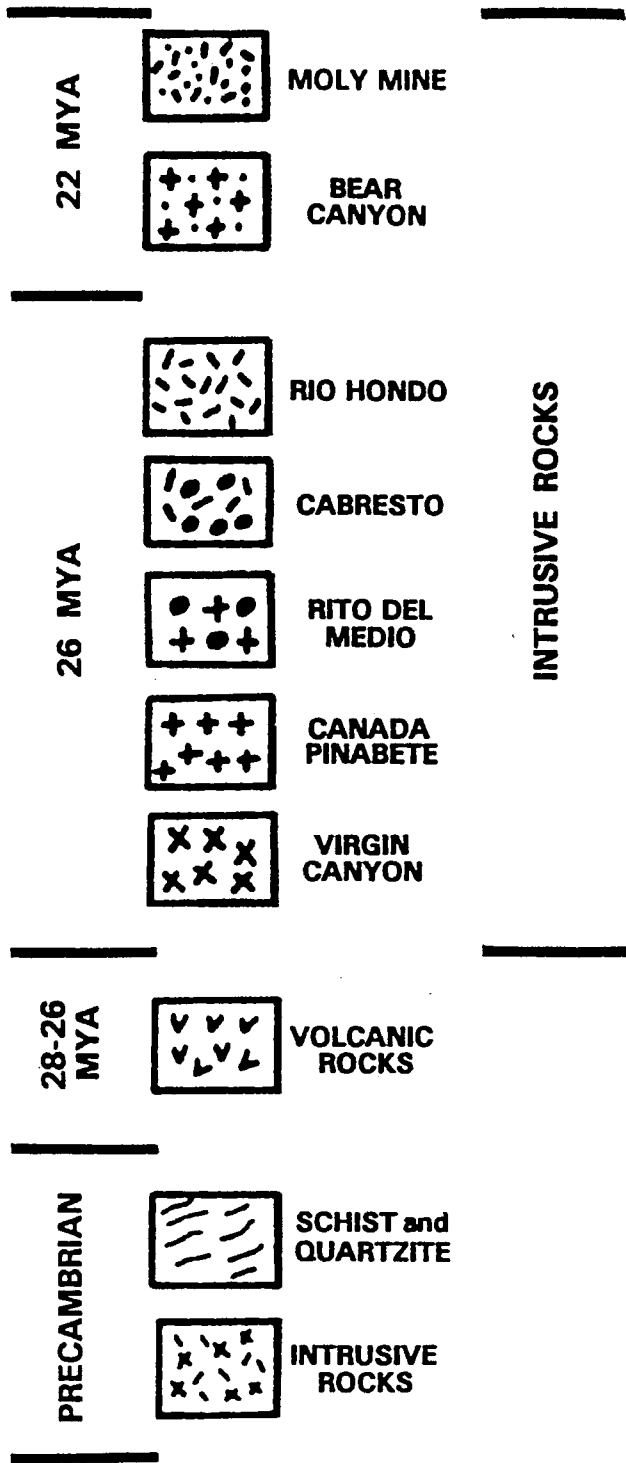 22 MYA
MOLY MINE
BEAR
CANYON
26 MYA
RIO HONDO
CABRESTO
RITO DEL
MEDIO
CANADA
PINABETE
VIRGIN
CANYON
INTRUSIVE ROCKS
28-26
MYA
VOLCANIC
ROCKS
PRECAMBRIAN
SCHIST and
QUARTZITE
INTRUSIVE
ROCKS